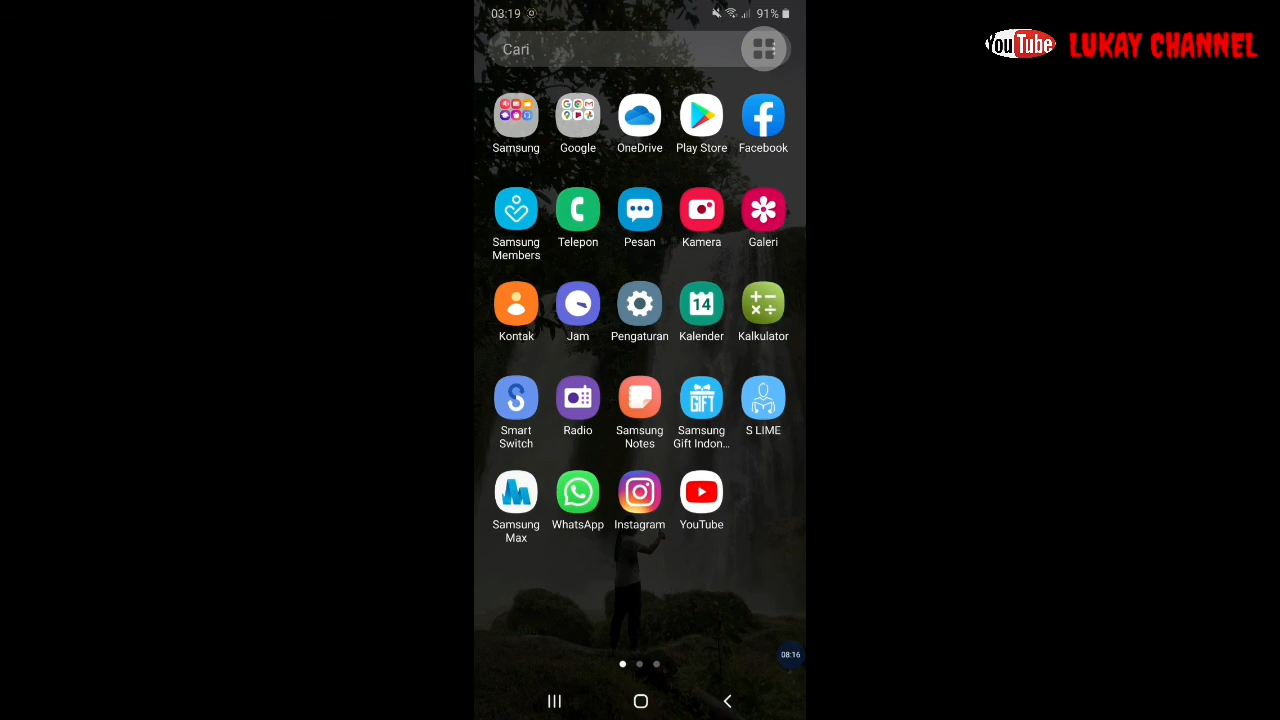 03:19
91%
YouTube LUKAY CHANNEL
Cari
Samsung
Google
OneDrive
Play Store
Facebook
Samsung
Members
Telepon
Pesan
Kamera
Galeri
Kontak
Jam
Pengaturan
14
Kalender
Kalkulator
Smart
Switch
Radio
Samsung
Notes
GIFT
Samsung
Gift Indon...
S LIME
Samsung
Max
WhatsApp
Instagram
YouTube
08:16